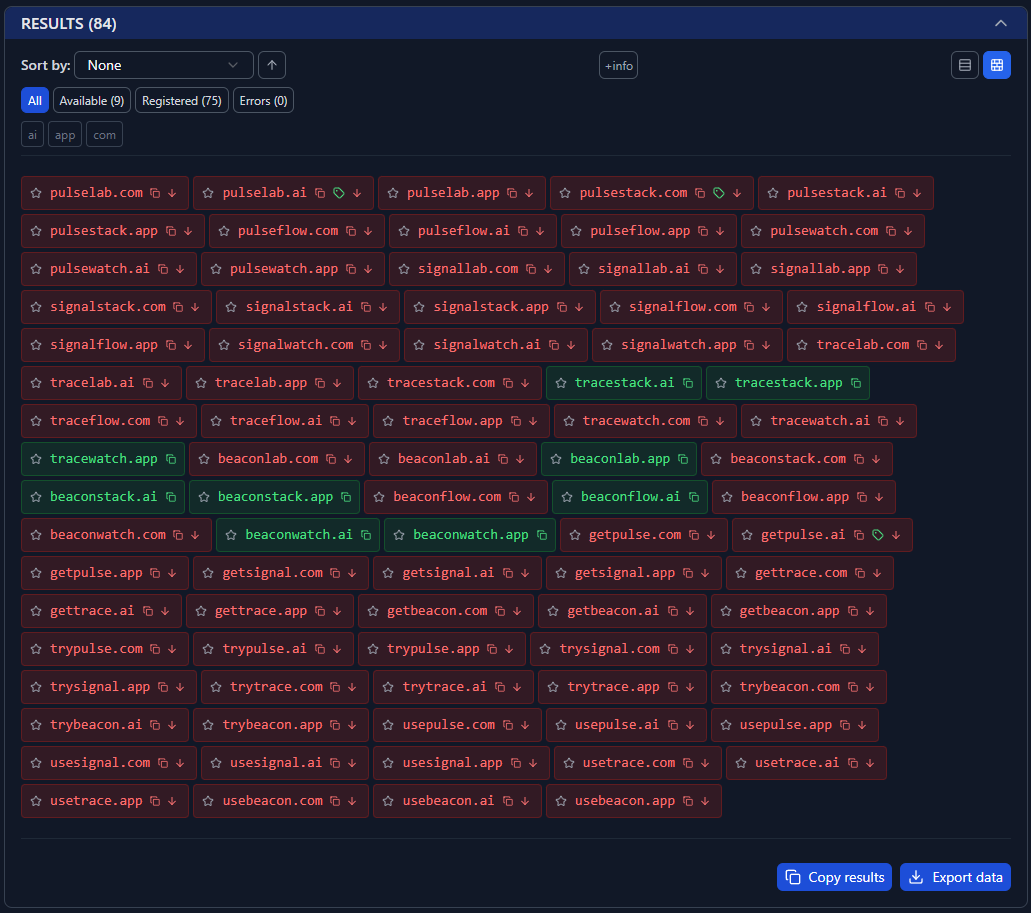 RESULTS (84)
Sort by: None +info
All Available (9) Registered (75) Errors (0)
ai app com
pulselab.com pulselab.ai pulselab.app pulsestack.com pulsestack.ai
pulsestack.app pulseflow.com pulseflow.ai pulseflow.app pulsewatch.com
pulsewatch.ai pulsewatch.app signallab.com signallab.ai signallab.app
signalstack.com signalstack.ai signalstack.app signalflow.com signalflow.ai
signalflow.app signalwatch.com signalwatch.ai signalwatch.app tracelab.com
tracelab.ai tracelab.app tracestack.com tracestack.ai tracestack.app
traceflow.com traceflow.ai traceflow.app tracewatch.com tracewatch.ai
tracewatch.app beaconlab.com beaconlab.ai beaconlab.app beaconstack.com
beaconstack.ai beaconstack.app beaconflow.com beaconflow.ai beaconflow.app
beaconwatch.com beaconwatch.ai beaconwatch.app getpulse.com getpulse.ai
getpulse.app getsignal.com getsignal.ai getsignal.app gettrace.com
gettrace.ai gettrace.app getbeacon.com getbeacon.ai getbeacon.app
trypulse.com trypulse.ai trypulse.app trysignal.com trysignal.ai
trysignal.app trytrace.com trytrace.ai trytrace.app trybeacon.com
trybeacon.ai trybeacon.app usepulse.com usepulse.ai usepulse.app
usesignal.com usesignal.ai usesignal.app usetrace.com usetrace.ai
usetrace.app usebeacon.com usebeacon.ai usebeacon.app
Copy results Export data